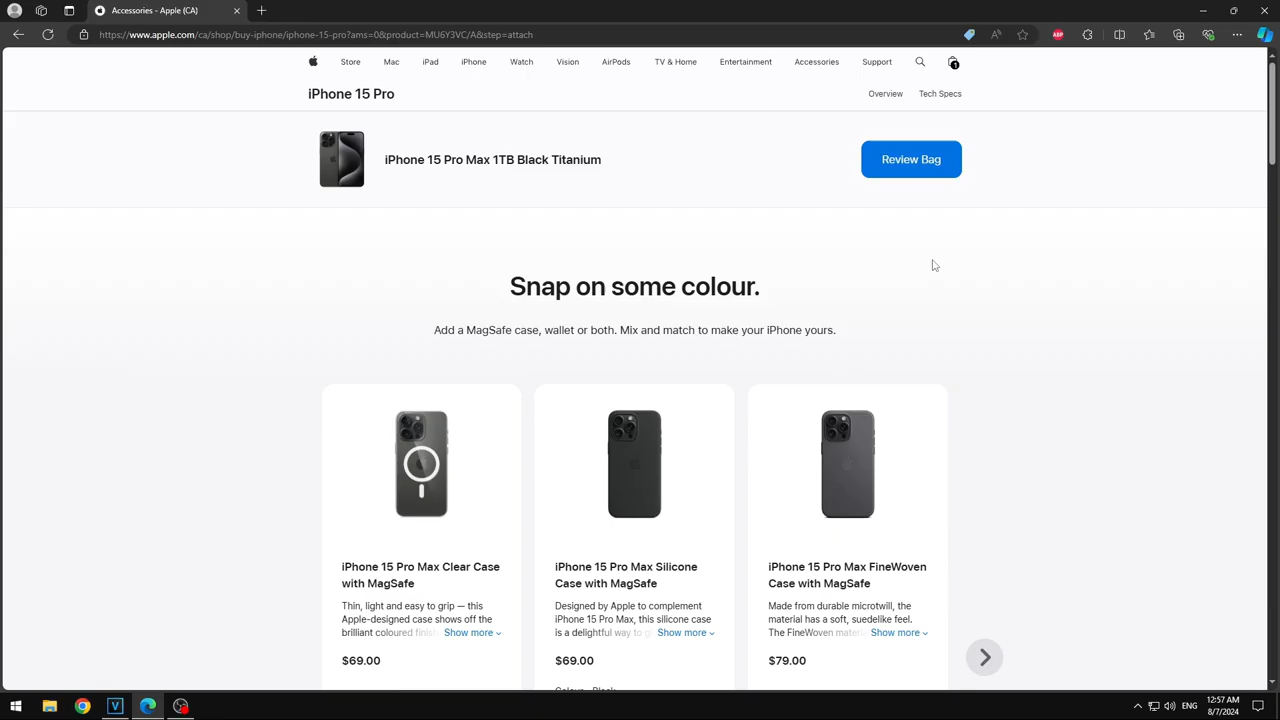 Accessories - Apple (CA)
https://www.apple.com/ca/shop/buy-iphone/iphone-15-pro?ams=0&product=MU6Y3VC/A&step=attach
ABP
Store Mac iPad iPhone Watch Vision AirPods TV & Home Entertainment Accessories Support 1
iPhone 15 Pro
Overview Tech Specs
iPhone 15 Pro Max 1TB Black Titanium
Review Bag
Snap on some colour.
Add a MagSafe case, wallet or both. Mix and match to make your iPhone yours.
iPhone 15 Pro Max Clear Case
with MagSafe
Thin, light and easy to grip — this
Apple-designed case shows off the
brilliant coloured finish Show more
$69.00
iPhone 15 Pro Max Silicone
Case with MagSafe
Designed by Apple to complement
iPhone 15 Pro Max, this silicone case
is a delightful way to Show more
$69.00
Colour - Black
iPhone 15 Pro Max FineWoven
Case with MagSafe
Made from durable microtwill, the
material has a soft, suedelike feel.
The FineWoven material Show more
$79.00
V
ENG
12:57 AM
8/7/2024